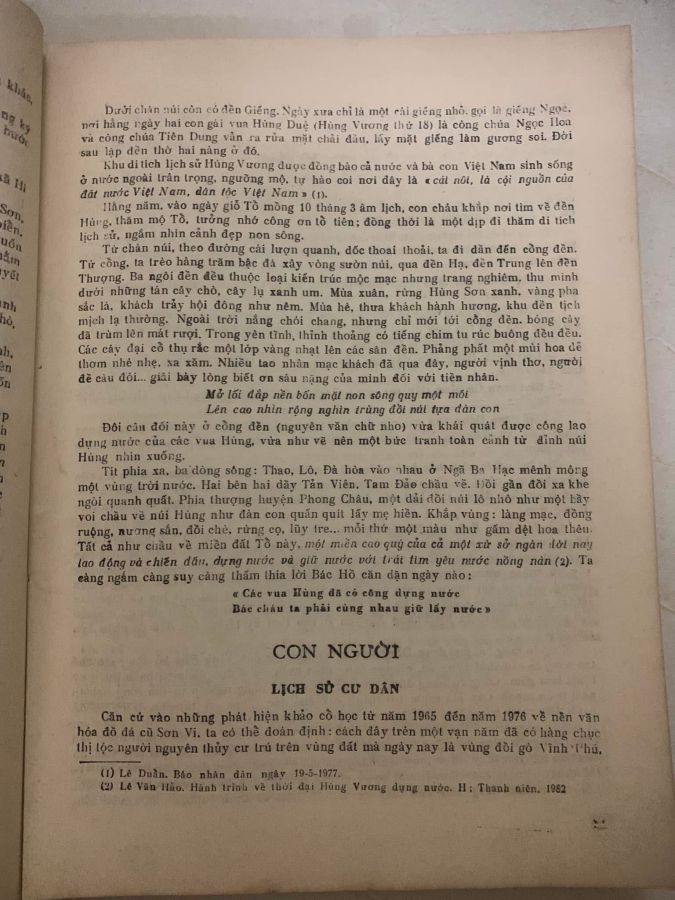 Dưới chân núi còn có đền Giếng. Ngày xưa chỉ là một cái giếng nhỏ, gọi là giếng Ngọc,
nơi hằng ngày hai con gái vua Hùng Duệ (Hùng Vương thứ 18) là công chúa Ngọc Hoa
và công chúa Tiên Dung vẫn ra rửa mặt chải đầu, lấy mặt giếng làm gương soi. Đời
sau lập đền thờ hai nàng ở đó.
Khu di tích lịch sử Hùng Vương được đồng bào cả nước và bà con Việt Nam sinh sống
ở nước ngoài trân trọng, ngưỡng mộ, tự hào coi nơi đây là « cái nôi, là cội nguồn của
đất nước Việt Nam, dân tộc Việt Nam » (1).
Hằng năm, vào ngày giỗ Tổ mồng 10 tháng 3 âm lịch, con cháu khắp nơi tìm về đền
Hùng, thăm mộ Tổ, tưởng nhớ công ơn tổ tiên; đồng thời là một dịp đi thăm di tích
lịch sử, ngắm nhìn cảnh đẹp non sông.
Từ chân núi, theo đường cái lượn quanh, dốc thoai thoải, ta đi dần đến cổng đền.
Từ cổng, ta trèo hàng trăm bậc đá xây vòng sườn núi, qua đền Hạ, đền Trung lên đền
Thượng. Ba ngôi đền đều thuộc loại kiến trúc mộc mạc nhưng trang nghiêm, thu mình
dưới những tán cây chò, cây lụ xanh um. Mùa xuân, rừng Hùng Sơn xanh, vàng pha
sắc lá, khách trẩy hội đông như nêm. Mùa hè, thưa khách hành hương, khu đền tịch
mịch lạ thường. Ngoài trời nắng chói chang, nhưng chỉ mới tới cổng đền, bóng cây
đã trùm lên mát rượi. Trong yên tĩnh, thỉnh thoảng có tiếng chim tu rúc buông đều đều.
Các cây đại cổ thụ rắc một lớp vàng nhạt lên các sân đền. Phảng phất một mùi hoa dễ
thơm nhè nhẹ, xa xăm. Nhiều tao nhân mạc khách đã qua đây, người vịnh thơ, người
đề câu đối... giãi bày lòng biết ơn sâu nặng của mình đối với tiền nhân.
Mở lối đắp nền bốn mặt non sông quy một mối
Lên cao nhìn rộng nghìn trùng đồi núi tựa đàn con
Đôi câu đối này ở cổng đền (nguyên văn chữ nho) vừa khái quát được công lao
dựng nước của các vua Hùng, vừa như vẽ nên một bức tranh toàn cảnh từ đỉnh núi
Hùng nhìn xuống.
Tít phía xa, ba dòng sông: Thao, Lô, Đà hòa vào nhau ở Ngã Ba Hạc mênh mông
một vùng trời nước. Hai bên hai dãy Tản Viên, Tam Đảo chầu về. Đồi gần đồi xa khe
ngòi quanh quất. Phía thượng huyện Phong Châu, một dải đồi núi lô nhô như một bầy
voi chầu về núi Hùng như đàn con quấn quít lấy mẹ hiền. Khắp vùng: làng mạc, đồng
ruộng, nương sắn, đồi chè, rừng cọ, lũy tre... mỗi thứ một màu như gấm dệt hoa thêu.
Tất cả như chầu về miền đất Tổ này, một miền cao quý của cả một xứ sở ngàn đời nay
lao động và chiến đấu, dựng nước và giữ nước với trái tim yêu nước nồng nàn (2). Ta
càng ngắm càng suy càng thấm thía lời Bác Hồ căn dặn ngày nào:
« Các vua Hùng đã có công dựng nước
Bác cháu ta phải cùng nhau giữ lấy nước »
CON NGƯỜI
LỊCH SỬ CƯ DÂN
Căn cứ vào những phát hiện khảo cổ học từ năm 1965 đến năm 1976 về nền văn
hóa đồ đá cũ Sơn Vi, ta có thể đoán định: cách đây trên một vạn năm đã có hàng chục
thị tộc người nguyên thủy cư trú trên vùng đất mà ngày nay là vùng đồi gò Vĩnh Phú,
(1) Lê Duẩn. Báo nhân dân ngày 19-5-1977.
(2) Lê Văn Hảo. Hành trình về thời đại Hùng Vương dựng nước. H: Thanh niên, 1982